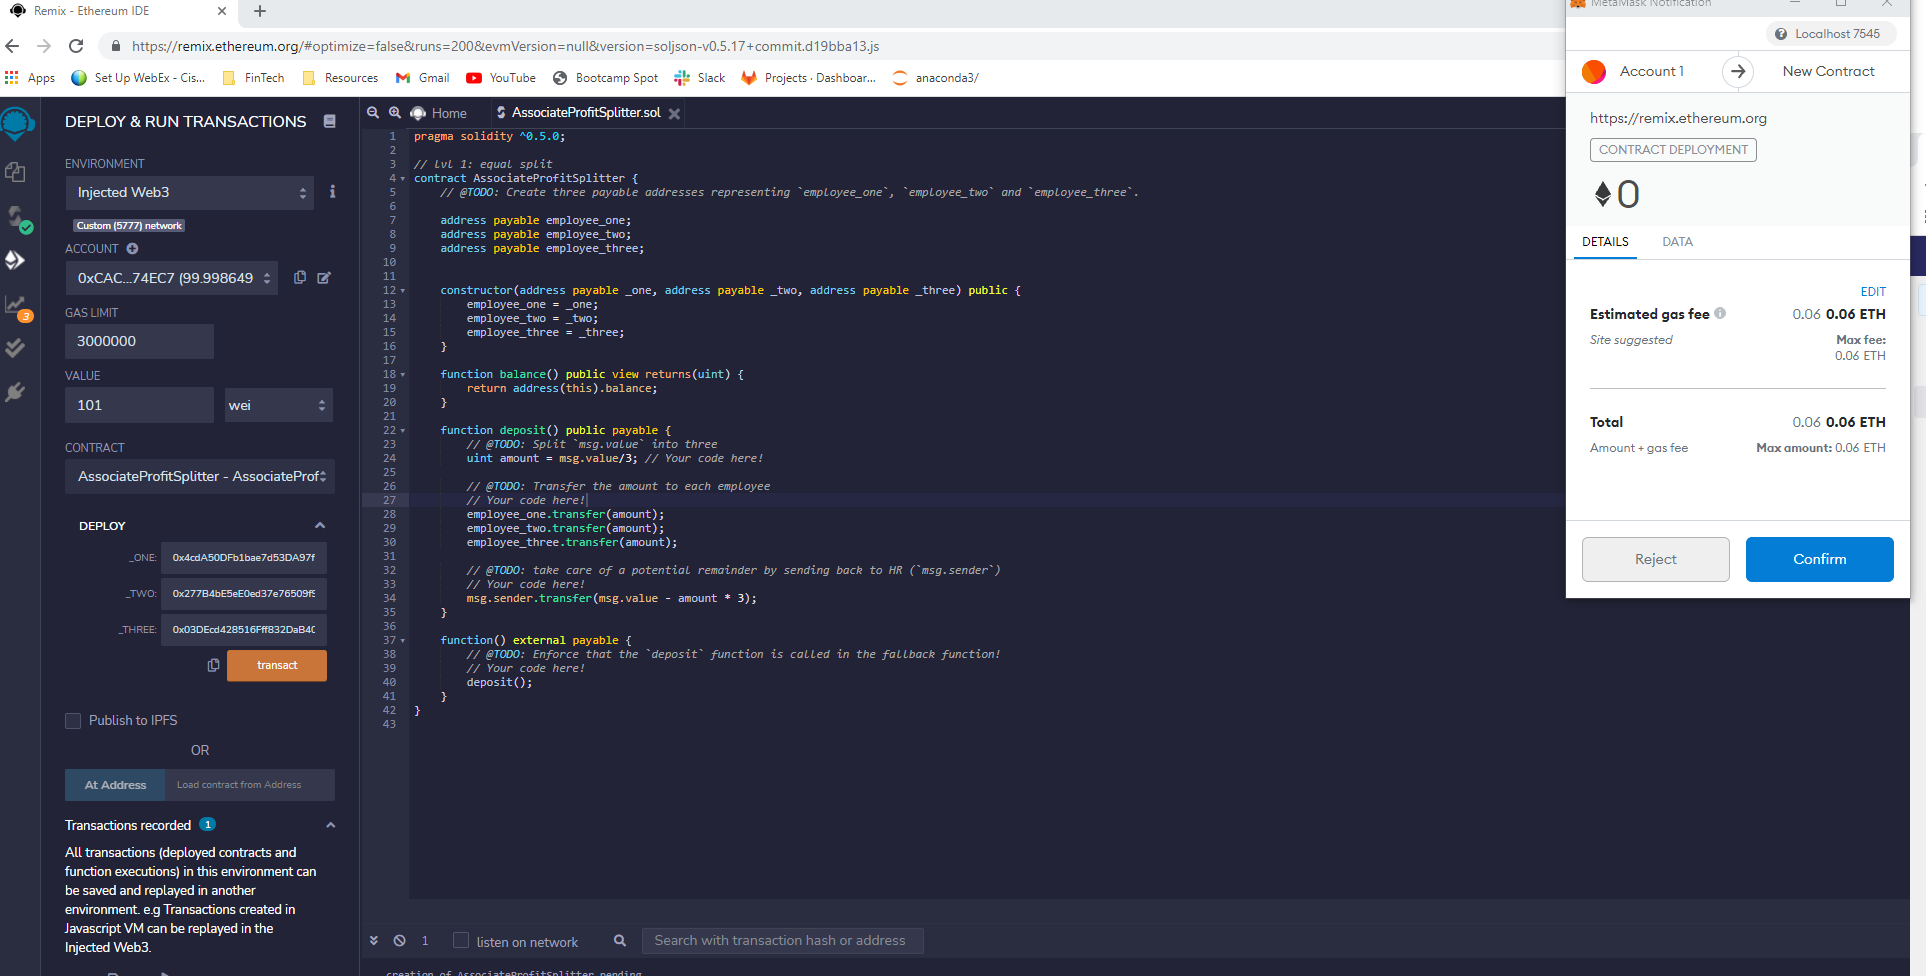 Remix - Ethereum IDE
https://remix.ethereum.org/#optimize=false&runs=200&evmVersion=null&version=soljson-v0.5.17+commit.d19bba13.js
Apps
Set Up WebEx - Cis...
FinTech
Resources
Gmail
YouTube
Bootcamp Spot
Slack
Projects · Dashboar...
anaconda3/
DEPLOY & RUN TRANSACTIONS
ENVIRONMENT
Injected Web3
Custom (5777) network
ACCOUNT
0xCAC...74EC7 (99.998649
GAS LIMIT
3000000
VALUE
101
wei
CONTRACT
AssociateProfitSplitter - AssociateProf
DEPLOY
_ONE:
0x4cdA50DFb1bae7d53DA97f
_TWO:
0x277B4bE5eE0ed37e76509f
_THREE:
0x03DEcd428516Fff832DaB4
transact
Publish to IPFS
OR
At Address
Load contract from Address
Transactions recorded 1
All transactions (deployed contracts and
function executions) in this environment can
be saved and replayed in another
environment. e.g Transactions created in
Javascript VM can be replayed in the
Injected Web3.
3
Home
AssociateProfitSplitter.sol
1 pragma solidity ^0.5.0;
2
3 // lvl 1: equal split
4 contract AssociateProfitSplitter {
5 // @TODO: Create three payable addresses representing `employee_one`, `employee_two` and `employee_three`.
6
7 address payable employee_one;
8 address payable employee_two;
9 address payable employee_three;
10
11
12 constructor(address payable _one, address payable _two, address payable _three) public {
13 employee_one = _one;
14 employee_two = _two;
15 employee_three = _three;
16 }
17
18 function balance() public view returns(uint) {
19 return address(this).balance;
20 }
21
22 function deposit() public payable {
23 // @TODO: Split `msg.value` into three
24 uint amount = msg.value/3; // Your code here!
25
26 // @TODO: Transfer the amount to each employee
27 // Your code here!
28 employee_one.transfer(amount);
29 employee_two.transfer(amount);
30 employee_three.transfer(amount);
31
32 // @TODO: take care of a potential remainder by sending back to HR (`msg.sender`)
33 // Your code here!
34 msg.sender.transfer(msg.value - amount * 3);
35 }
36
37 function() external payable {
38 // @TODO: Enforce that the `deposit` function is called in the fallback function!
39 // Your code here!
40 deposit();
41 }
42 }
43
1
listen on network
Search with transaction hash or address
creation of AssociateProfitSplitter pending
MetaMask Notification
Localhost 7545
Account 1
New Contract
https://remix.ethereum.org
CONTRACT DEPLOYMENT
0
DETAILS
DATA
EDIT
Estimated gas fee
0.06 0.06 ETH
Site suggested
Max fee:
0.06 ETH
Total
0.06 0.06 ETH
Amount + gas fee
Max amount: 0.06 ETH
Reject
Confirm